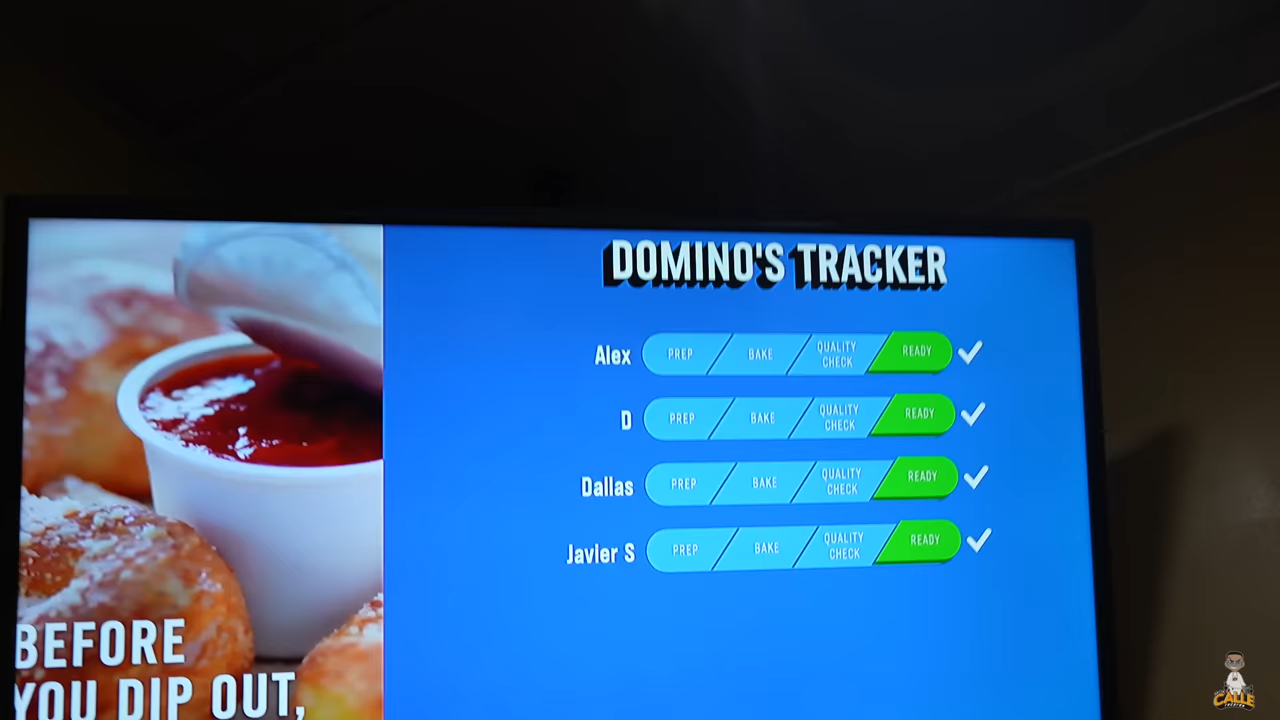 DOMINO'S TRACKER
Alex PREP BAKE QUALITY CHECK READY
D PREP BAKE QUALITY CHECK READY
Dallas PREP BAKE QUALITY CHECK READY
Javier S PREP BAKE QUALITY CHECK READY
BEFORE
YOU DIP OUT,
CALLE